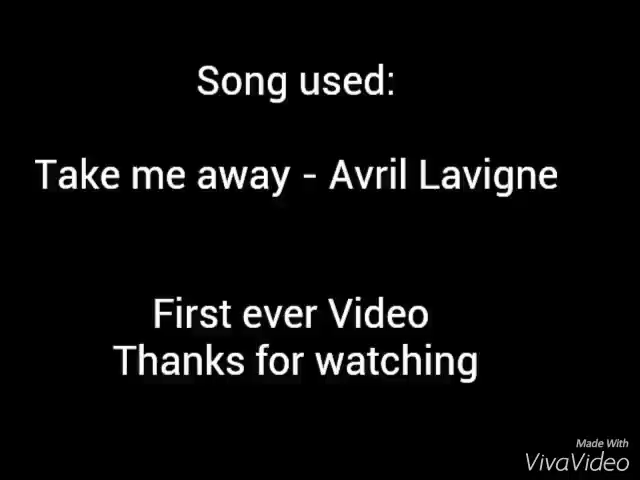 Song used:
Take me away - Avril Lavigne
First ever Video
Thanks for watching
Made With
VivaVideo